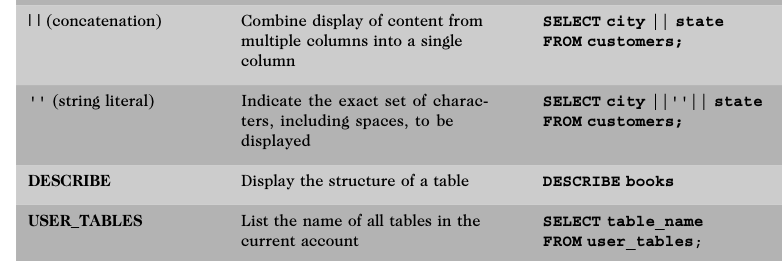 || (concatenation)
Combine display of content from
multiple columns into a single
column
SELECT city || state
FROM customers;
'' (string literal)
Indicate the exact set of charac-
ters, including spaces, to be
displayed
SELECT city ||''|| state
FROM customers;
DESCRIBE
Display the structure of a table
DESCRIBE books
USER_TABLES
List the name of all tables in the
current account
SELECT table_name
FROM user_tables;